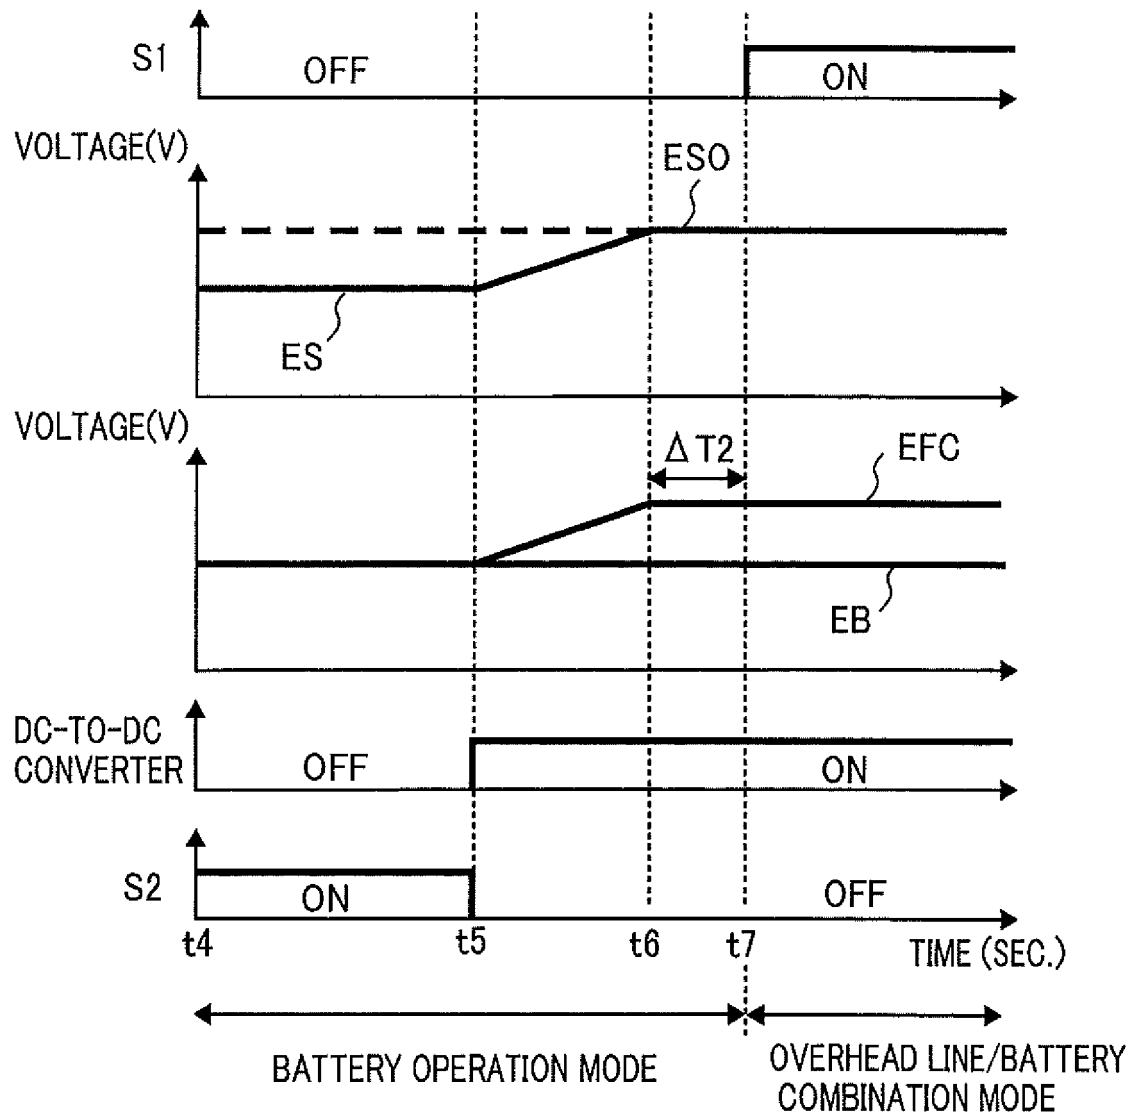 S1
OFF
ON
VOLTAGE(V)
ESO
ES
VOLTAGE(V)
Δ T2
EFC
EB
DC-TO-DC
CONVERTER
OFF
ON
S2
ON
OFF
t4
t5
t6
t7
TIME (SEC.)
BATTERY OPERATION MODE
OVERHEAD LINE/BATTERY
COMBINATION MODE